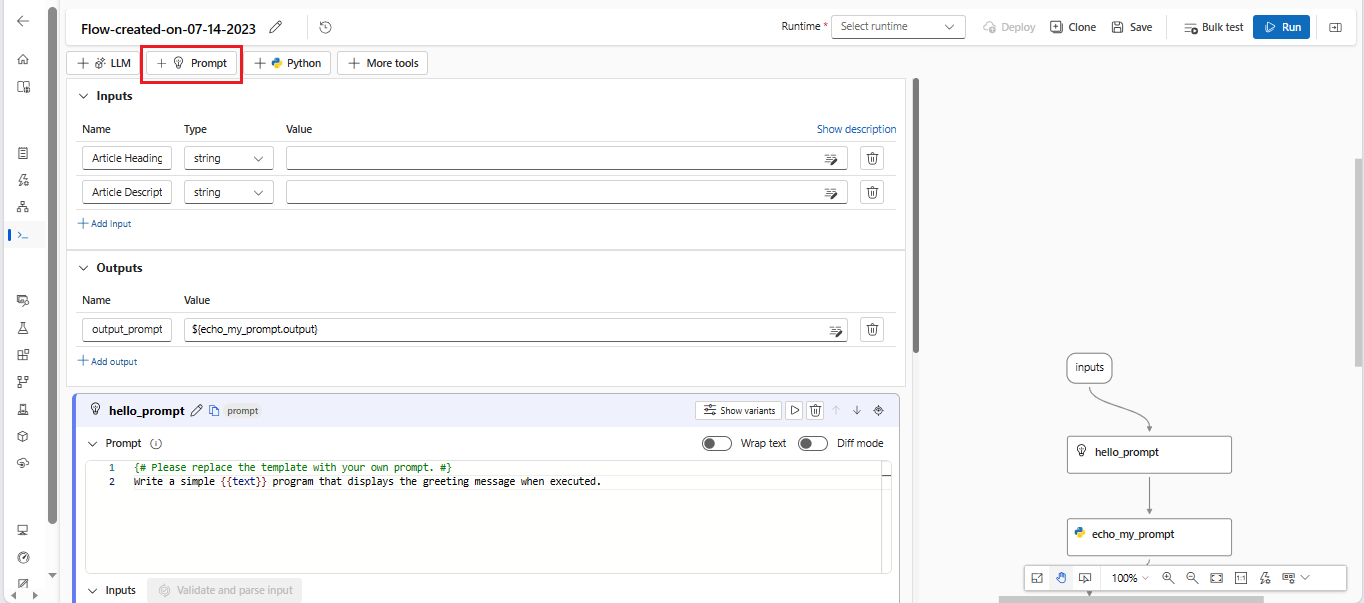 Flow-created-on-07-14-2023
Runtime * Select runtime Deploy Clone Save Bulk test Run
LLM Prompt Python More tools
Inputs
Name Type Value Show description
Article Heading string
Article Descript string
Add Input
Outputs
Name Value
output_prompt ${echo_my_prompt.output}
Add output
hello_prompt prompt Show variants
Prompt Wrap text Diff mode
1 {# Please replace the template with your own prompt. #}
2 Write a simple {{text}} program that displays the greeting message when executed.
Inputs Validate and parse input
inputs
hello_prompt
echo_my_prompt
100% 1:1